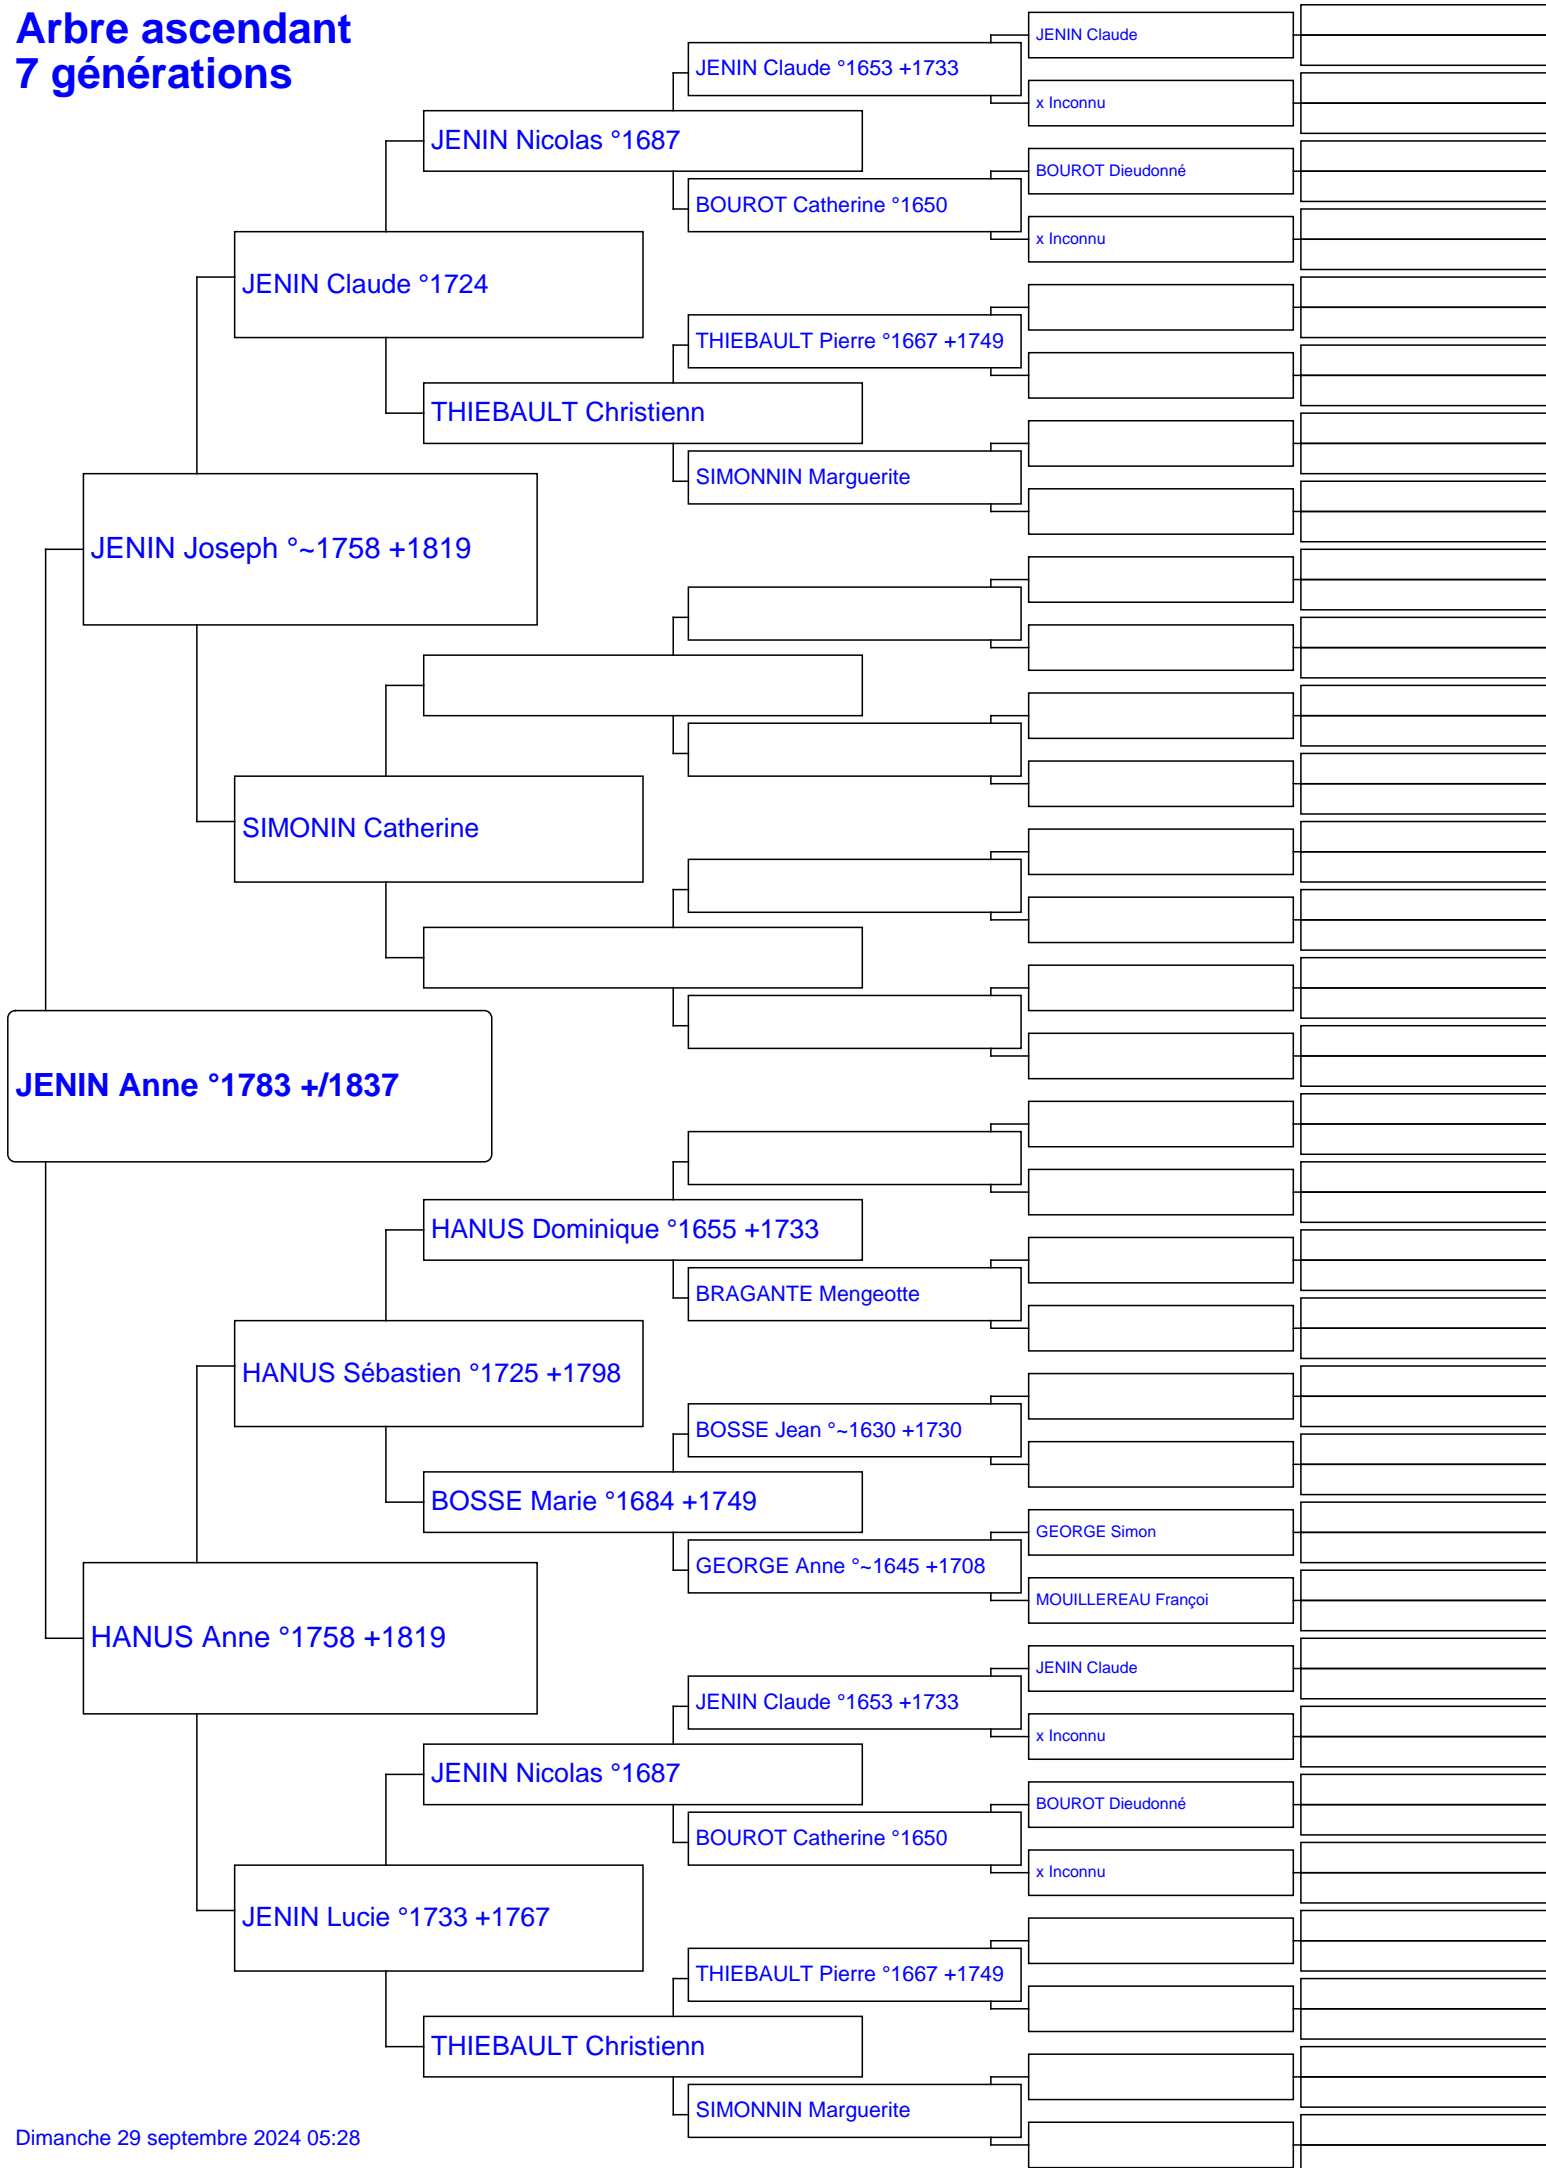 Arbre ascendant
7 générations
JENIN Claude
JENIN Claude °1653 +1733
x Inconnu
JENIN Nicolas °1687
BOUROT Dieudonné
BOUROT Catherine °1650
x Inconnu
JENIN Claude °1724
THIEBAULT Pierre °1667 +1749
THIEBAULT Christienn
SIMONNIN Marguerite
JENIN Joseph °~1758 +1819
SIMONIN Catherine
JENIN Anne °1783 +/1837
HANUS Dominique °1655 +1733
BRAGANTE Mengeotte
HANUS Sébastien °1725 +1798
BOSSE Jean °~1630 +1730
BOSSE Marie °1684 +1749
GEORGE Simon
GEORGE Anne °~1645 +1708
MOUILLEREAU Françoi
HANUS Anne °1758 +1819
JENIN Claude
JENIN Claude °1653 +1733
x Inconnu
JENIN Nicolas °1687
BOUROT Dieudonné
BOUROT Catherine °1650
x Inconnu
JENIN Lucie °1733 +1767
THIEBAULT Pierre °1667 +1749
THIEBAULT Christienn
SIMONNIN Marguerite
Dimanche 29 septembre 2024 05:28